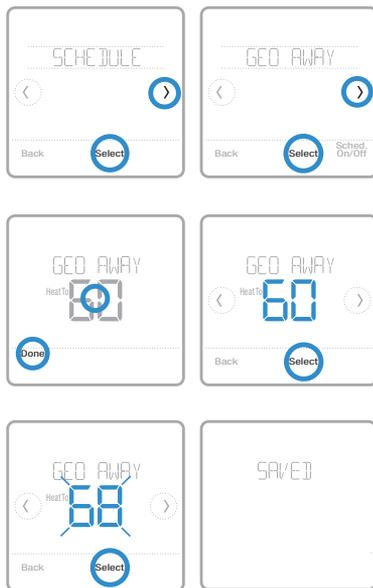 SCHEDULE
Back Select
GEO AWAY
Back Select Sched. On/Off
GEO AWAY
Heat To 60
Done
GEO AWAY
Heat To 60
Back Select
GEO AWAY
Heat To 68
Back Select
SAVED